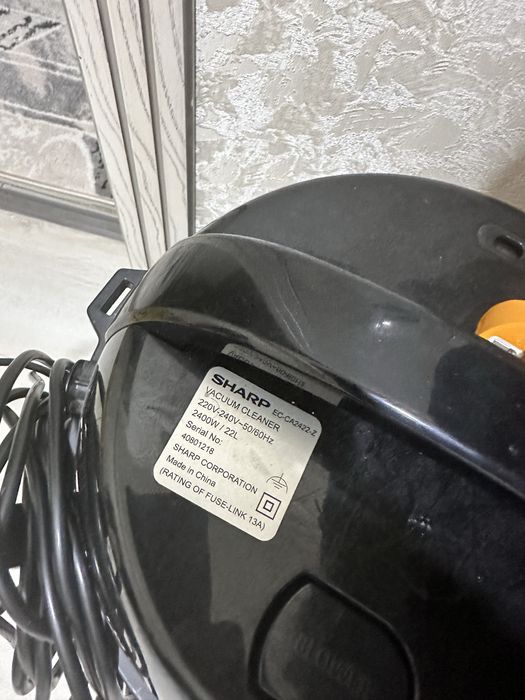 SHARP EC-CA2422-Z
VACUUM CLEANER
220V-240V~50/60Hz
2400W / 22L
Serial No:
40801218
SHARP CORPORATION
Made in China
(RATING OF FUSE-LINK 13A)